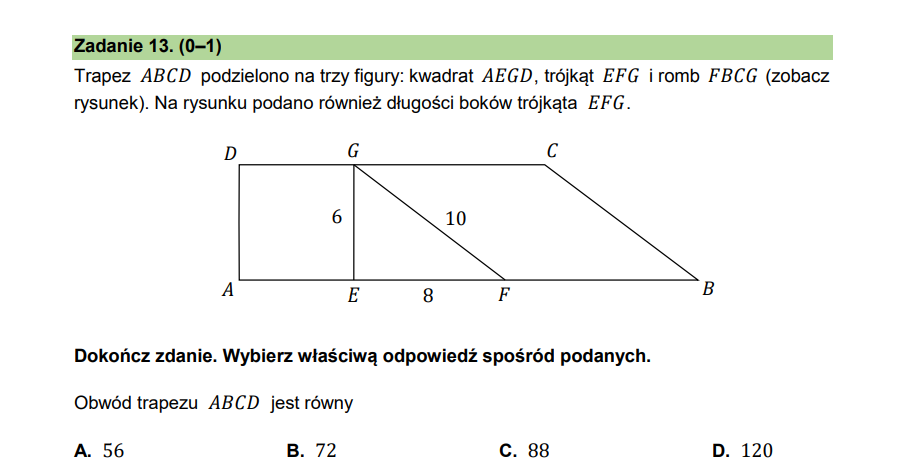 Zadanie 13. (0–1)
Trapez ABCD podzielono na trzy figury: kwadrat AEGD, trójkąt EFG i romb FBCG (zobacz
rysunek). Na rysunku podano również długości boków trójkąta EFG.
D G C
6 10
A E 8 F B
Dokończ zdanie. Wybierz właściwą odpowiedź spośród podanych.
Obwód trapezu ABCD jest równy
A. 56 B. 72 C. 88 D. 120